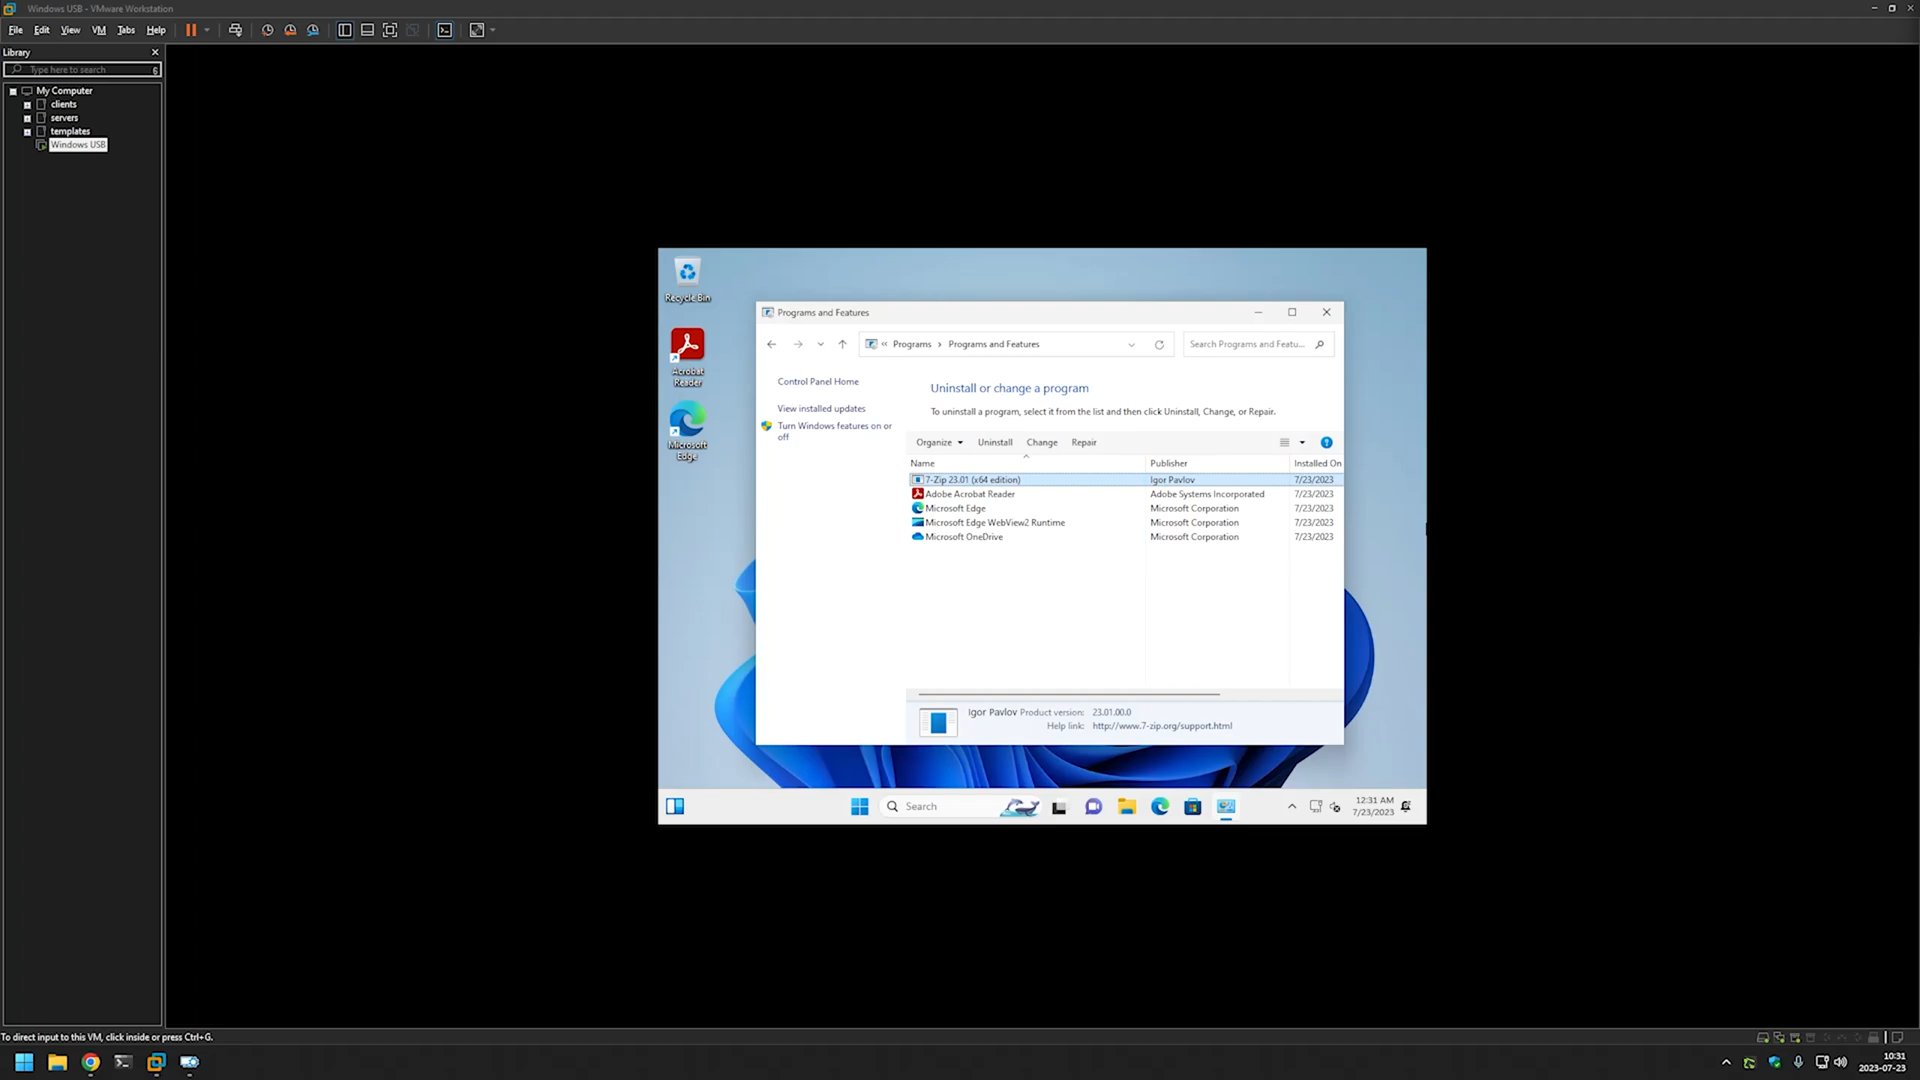 Windows USB - VMware Workstation
File Edit View VM Tabs Help
Library
Type here to search
My Computer
clients
servers
templates
Windows USB
Recycle Bin
Acrobat
Reader
Microsoft
Edge
Programs and Features
« Programs › Programs and Features
Search Programs and Featu...
Control Panel Home
View installed updates
Turn Windows features on or
off
Uninstall or change a program
To uninstall a program, select it from the list and then click Uninstall, Change, or Repair.
Organize Uninstall Change Repair
Name Publisher Installed On
7-Zip 23.01 (x64 edition) Igor Pavlov 7/23/2023
Adobe Acrobat Reader Adobe Systems Incorporated 7/23/2023
Microsoft Edge Microsoft Corporation 7/23/2023
Microsoft Edge WebView2 Runtime Microsoft Corporation 7/23/2023
Microsoft OneDrive Microsoft Corporation 7/23/2023
Igor Pavlov Product version: 23.01.00.0
Help link: http://www.7-zip.org/support.html
Search
12:31 AM
7/23/2023
To direct input to this VM, click inside or press Ctrl+G.
10:31
2023-07-23